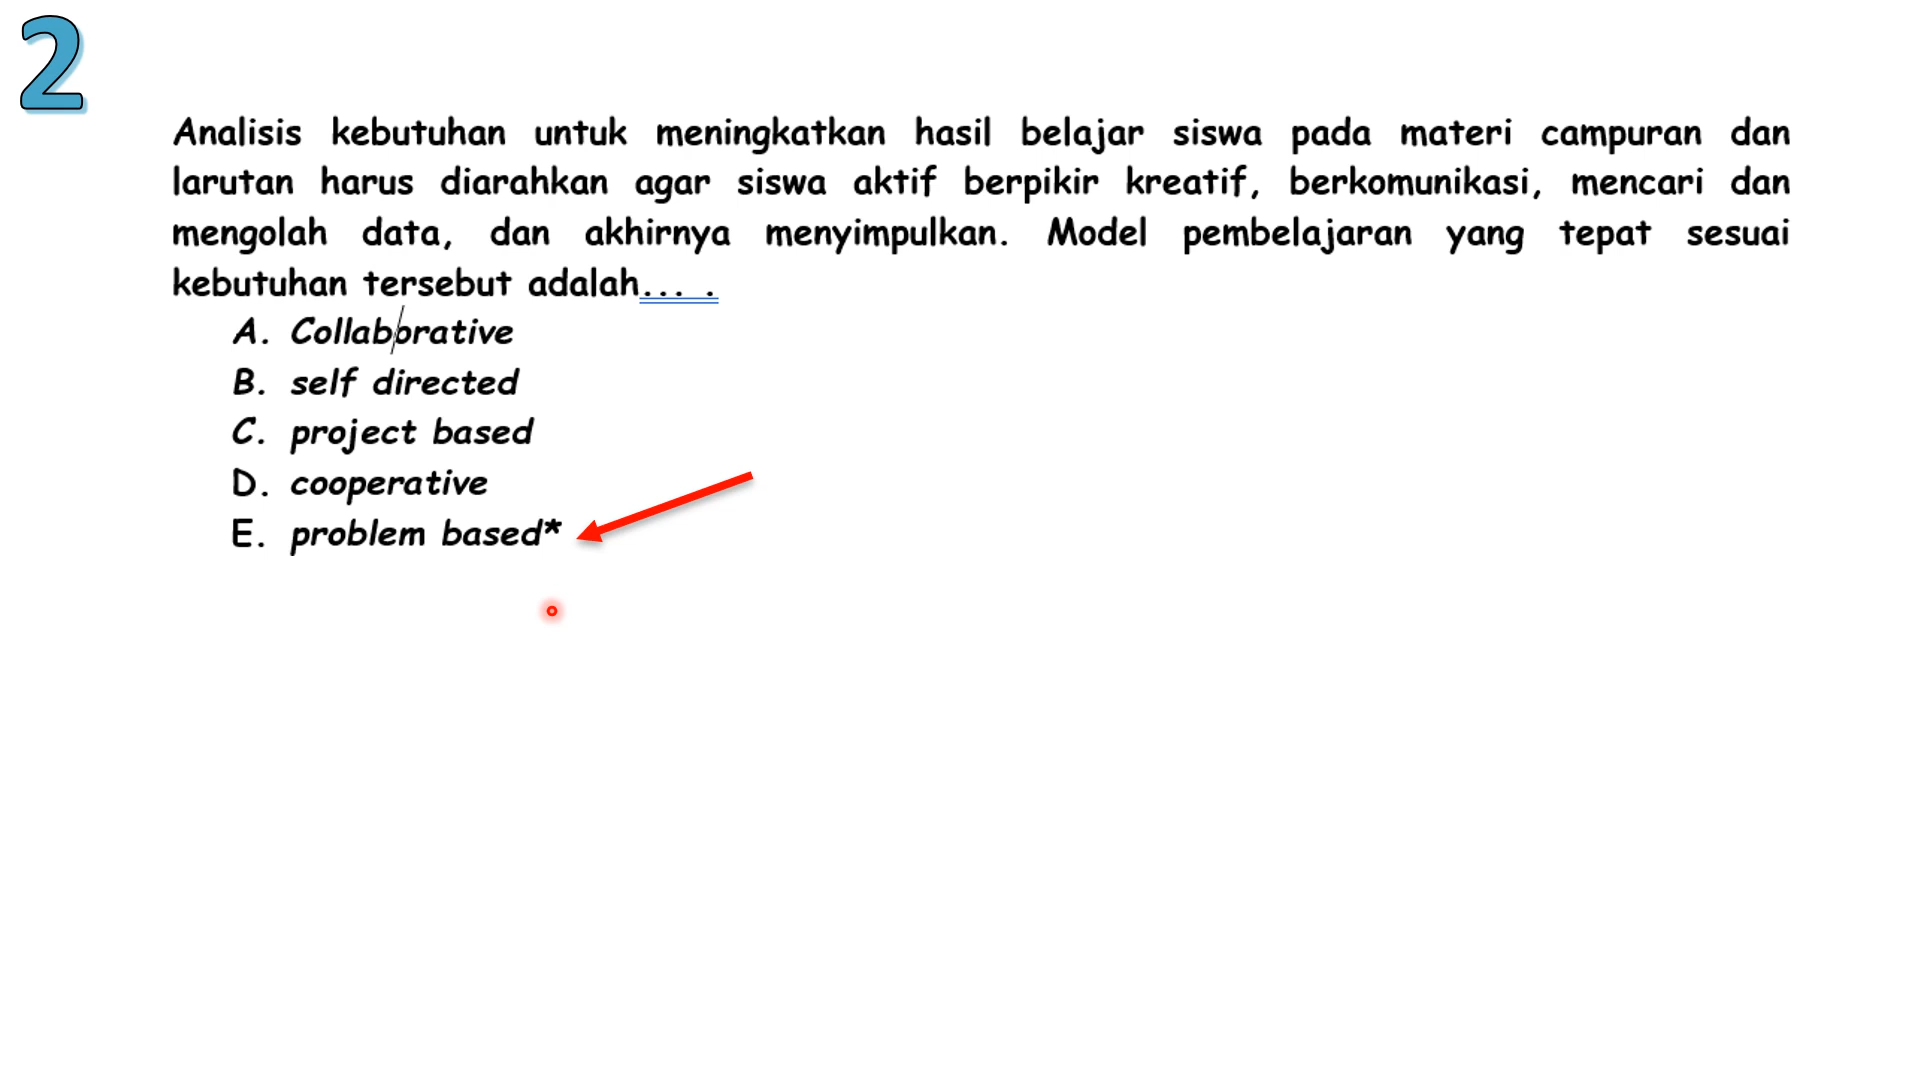 2
Analisis kebutuhan untuk meningkatkan hasil belajar siswa pada materi campuran dan
larutan harus diarahkan agar siswa aktif berpikir kreatif, berkomunikasi, mencari dan
mengolah data, dan akhirnya menyimpulkan. Model pembelajaran yang tepat sesuai
kebutuhan tersebut adalah... .
A. Collaborative
B. self directed
C. project based
D. cooperative
E. problem based*